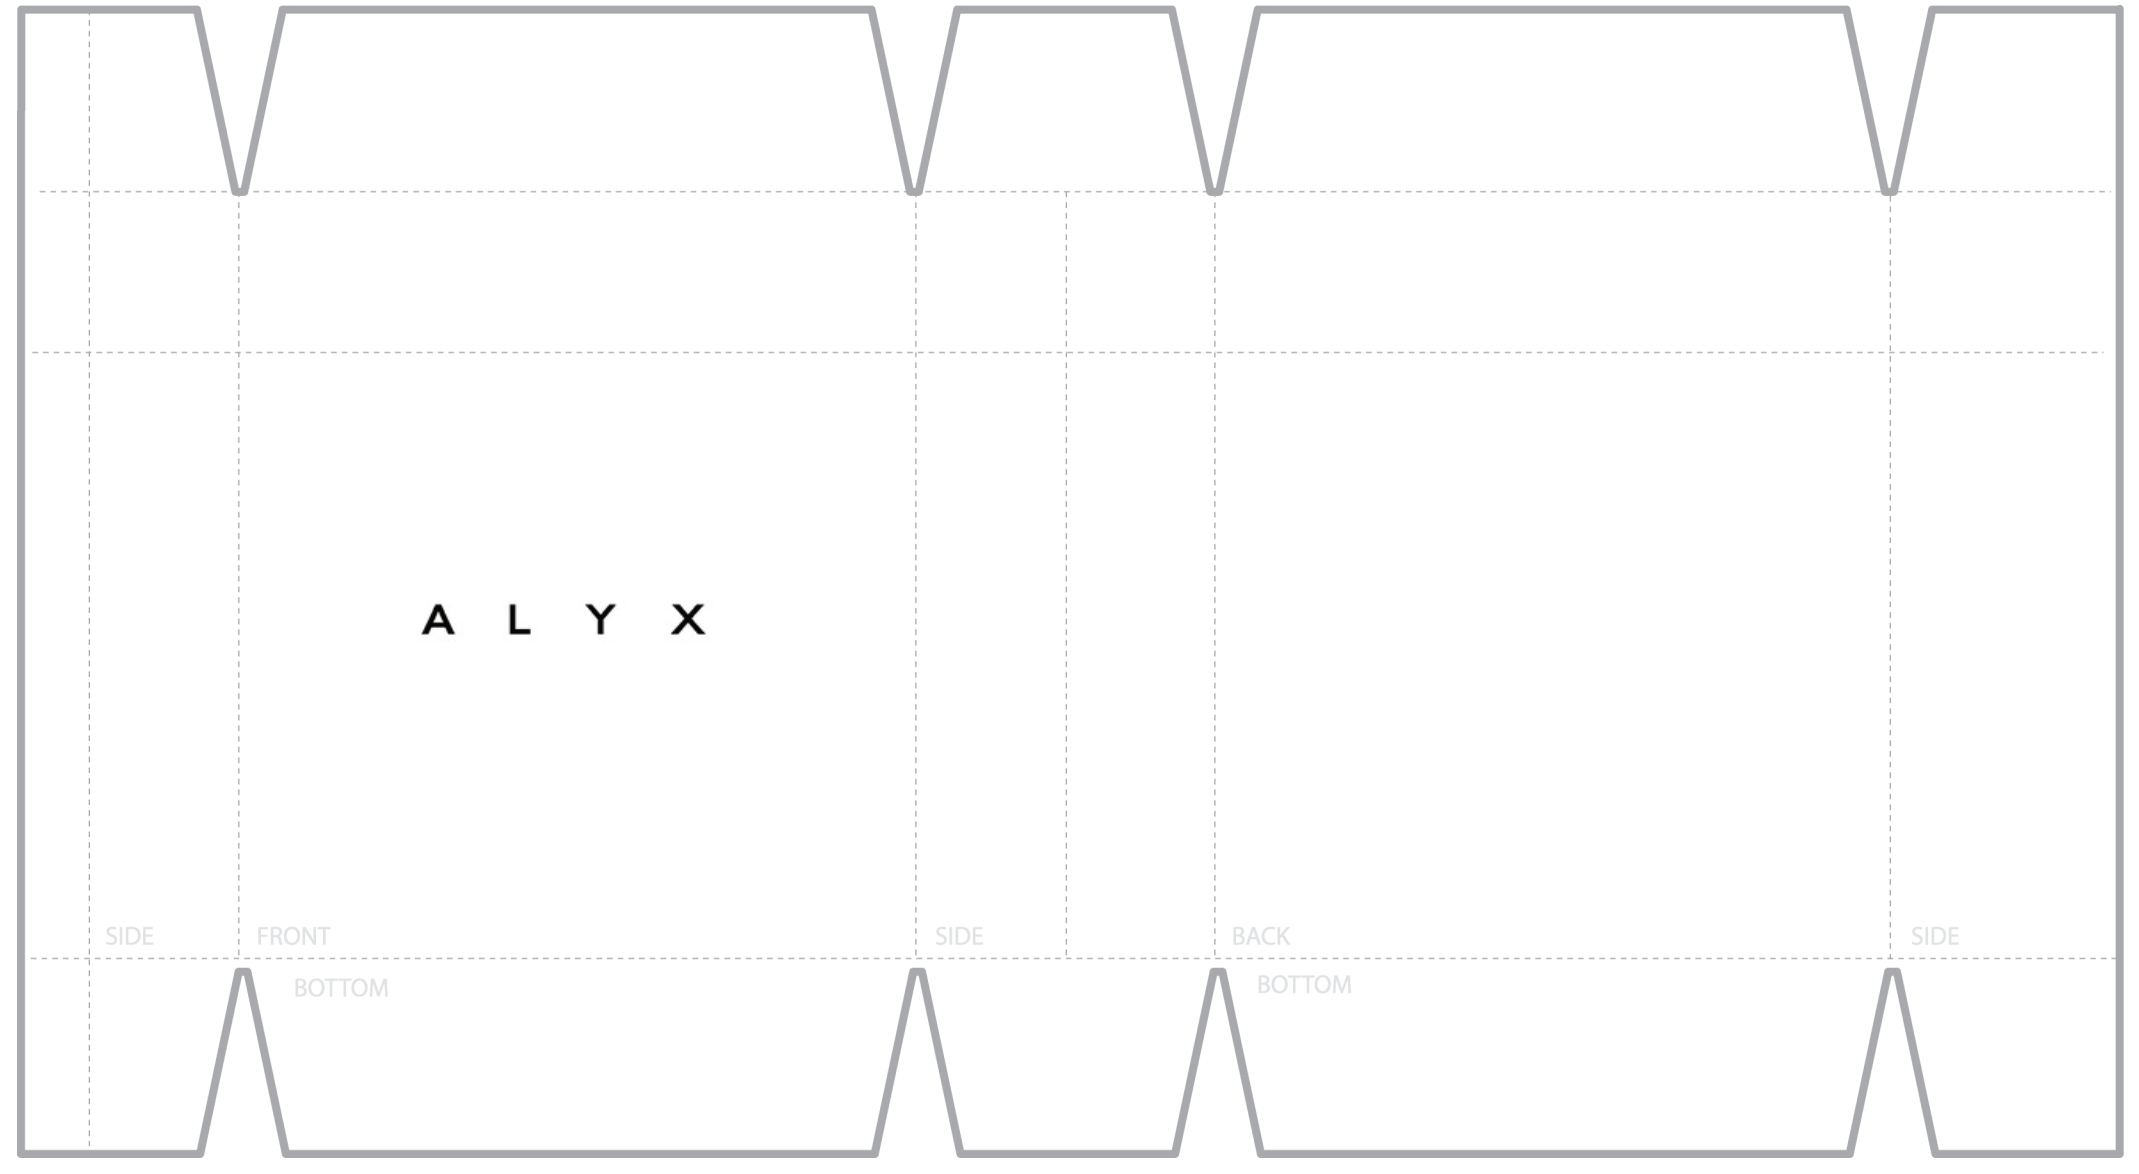 A L Y X
SIDE
FRONT
SIDE
BACK
SIDE
BOTTOM
BOTTOM